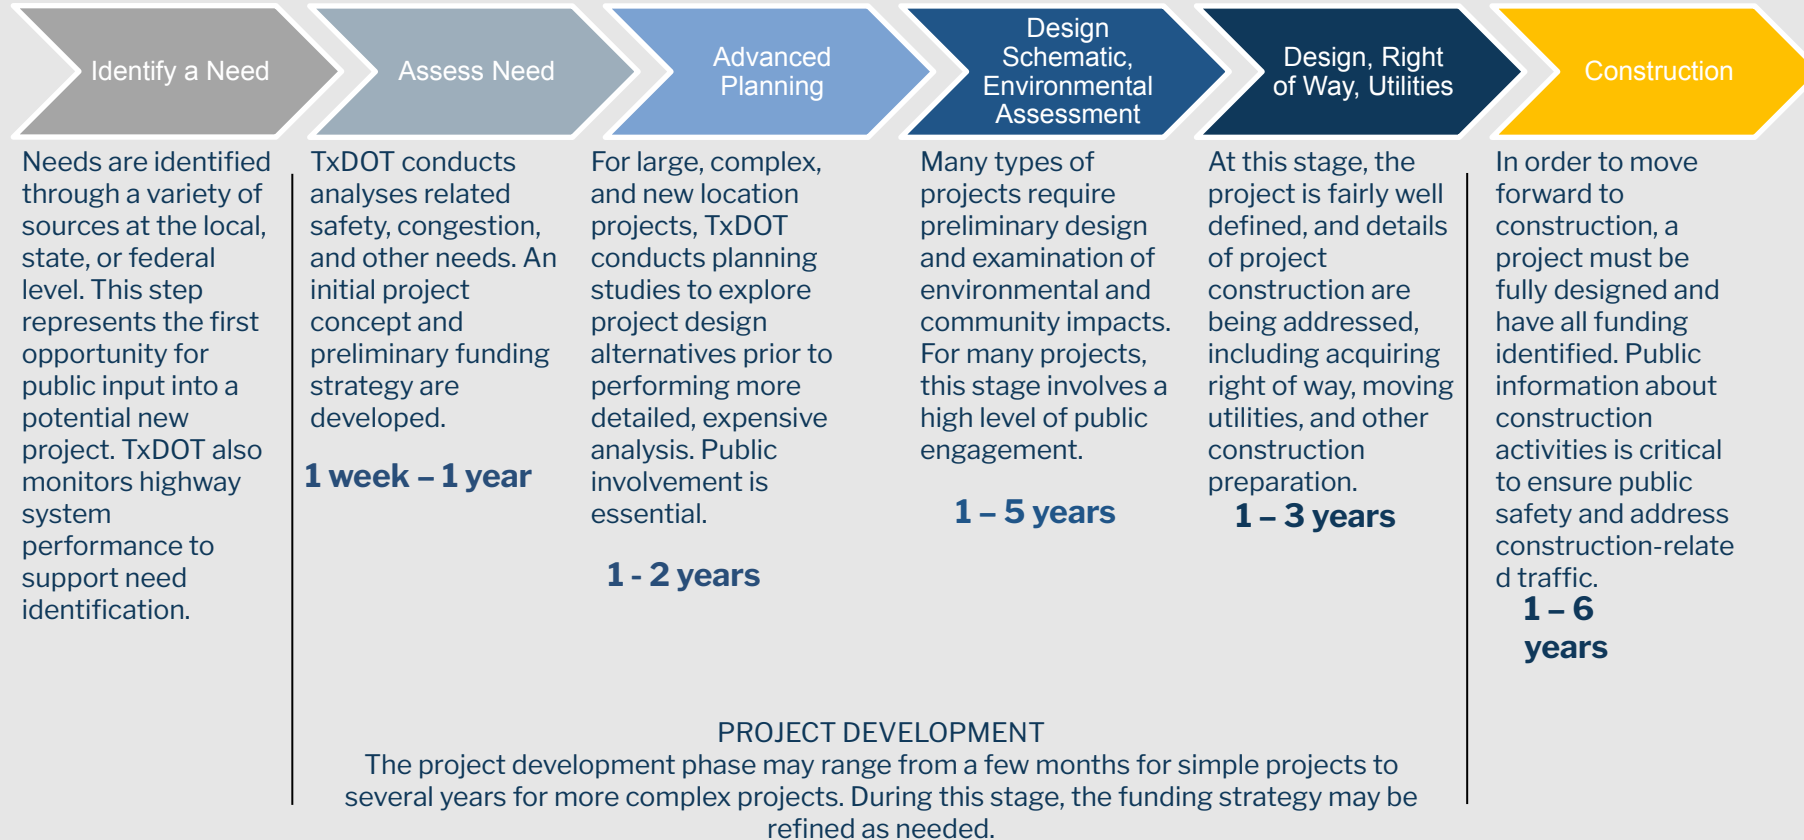 Identify a Need
Needs are identified
through a variety of
sources at the local,
state, or federal
level. This step
represents the first
opportunity for
public input into a
potential new
project. TxDOT also
monitors highway
system
performance to
support need
identification.
Assess Need
TxDOT conducts
analyses related
safety, congestion,
and other needs. An
initial project
concept and
preliminary funding
strategy are
developed.
1 week – 1 year
Advanced
Planning
For large, complex,
and new location
projects, TxDOT
conducts planning
studies to explore
project design
alternatives prior to
performing more
detailed, expensive
analysis. Public
involvement is
essential.
1 - 2 years
Design
Schematic,
Environmental
Assessment
Many types of
projects require
preliminary design
and examination of
environmental and
community impacts.
For many projects,
this stage involves a
high level of public
engagement.
1 – 5 years
Design, Right
of Way, Utilities
At this stage, the
project is fairly well
defined, and details
of project
construction are
being addressed,
including acquiring
right of way, moving
utilities, and other
construction
preparation.
1 – 3 years
Construction
In order to move
forward to
construction, a
project must be
fully designed and
have all funding
identified. Public
information about
construction
activities is critical
to ensure public
safety and address
construction-relate
d traffic.
1 – 6
years
PROJECT DEVELOPMENT
The project development phase may range from a few months for simple projects to
several years for more complex projects. During this stage, the funding strategy may be
refined as needed.